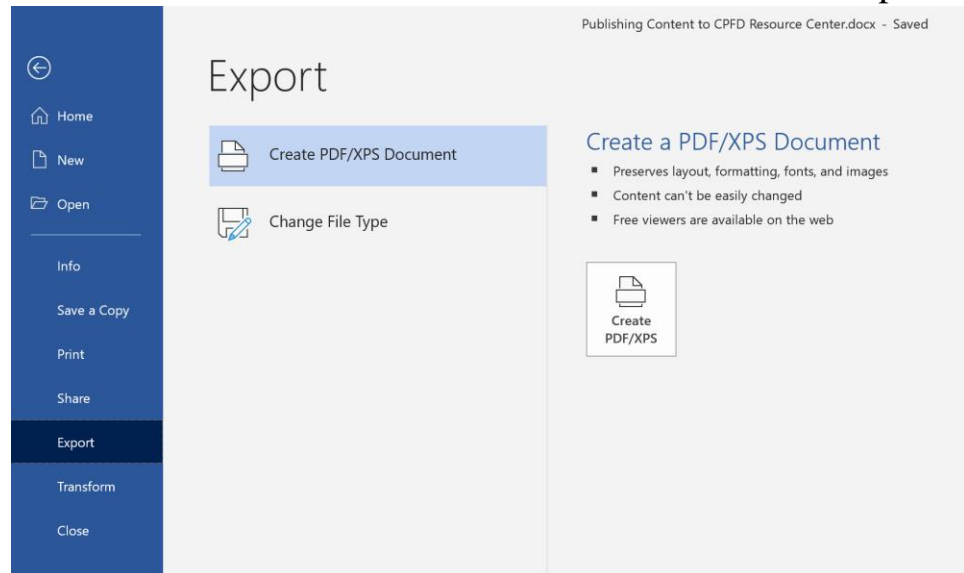 Publishing Content to CPFD Resource Center.docx - Saved
Export
Home
New
Open
Info
Save a Copy
Print
Share
Export
Transform
Close
Create PDF/XPS Document
Change File Type
Create a PDF/XPS Document
Preserves layout, formatting, fonts, and images
Content can't be easily changed
Free viewers are available on the web
Create
PDF/XPS